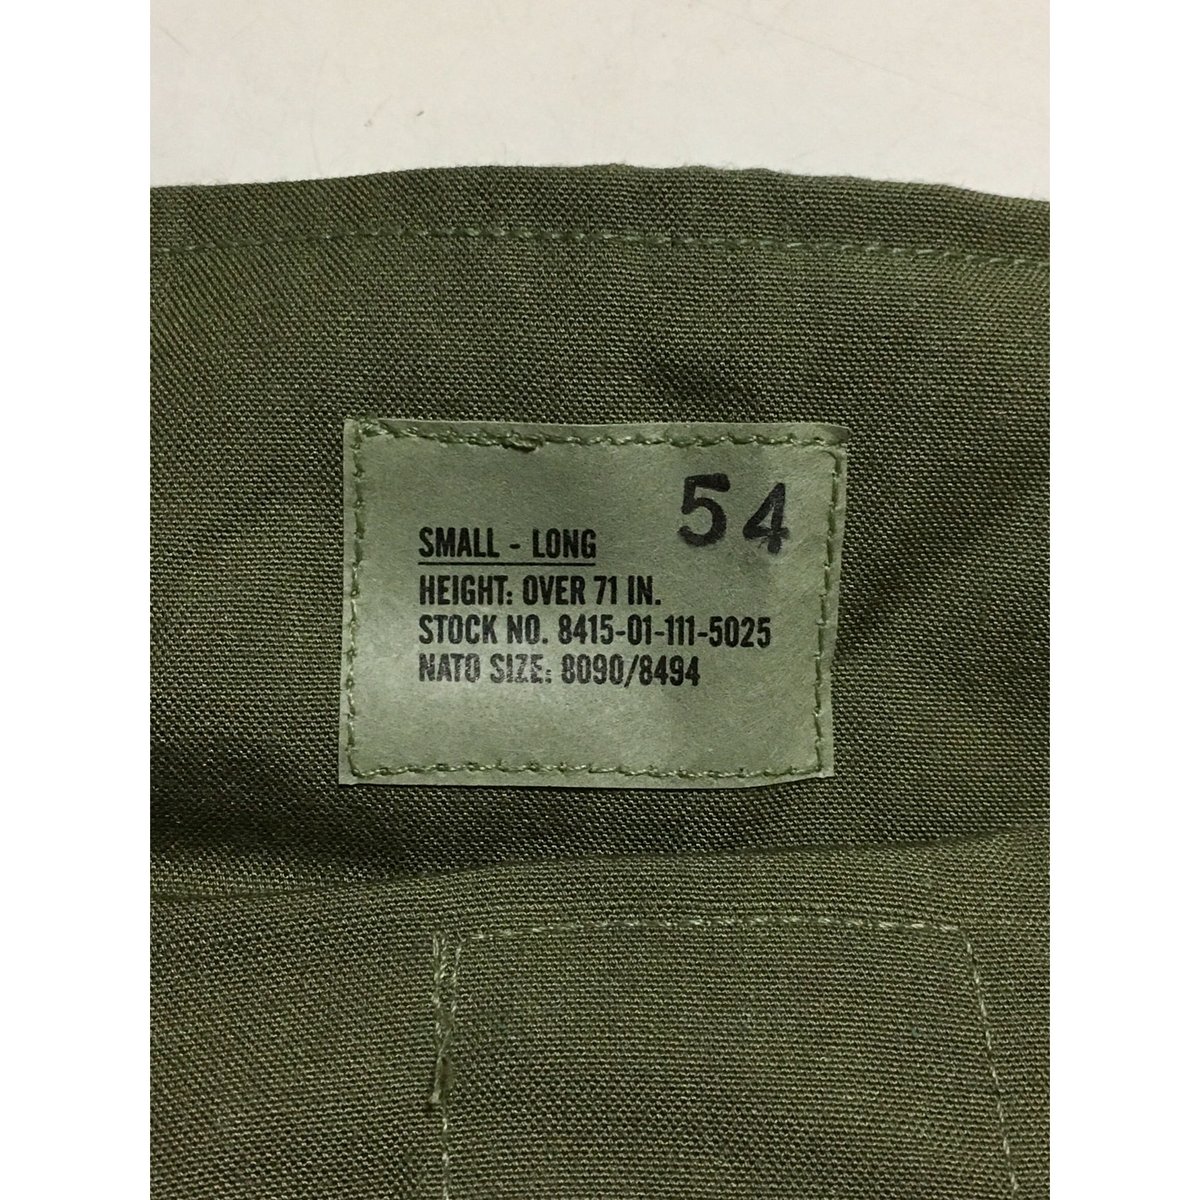 54
SMALL - LONG
HEIGHT: OVER 71 IN.
STOCK NO. 8415-01-111-5025
NATO SIZE: 8090/8494